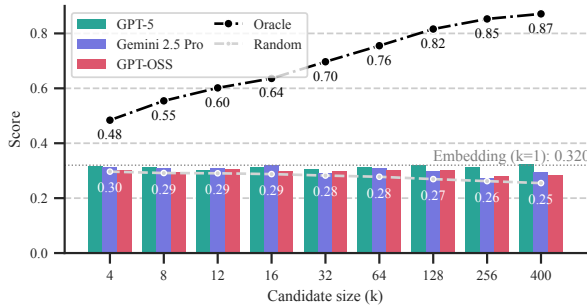 GPT-5
Gemini 2.5 Pro
GPT-OSS
Oracle
Random
Score
0.8
0.6
0.4
0.2
0.0
0.48
0.55
0.60
0.64
0.70
0.76
0.82
0.85
0.87
Embedding (k=1): 0.320
0.30
0.29
0.29
0.29
0.28
0.28
0.27
0.26
0.25
4 8 12 16 32 64 128 256 400
Candidate size (k)